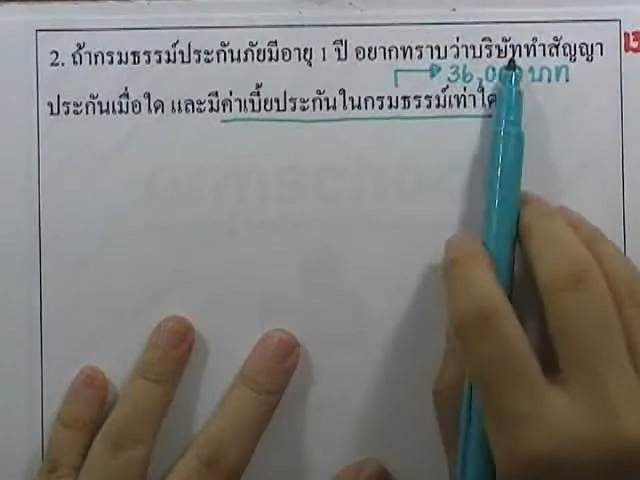 2. ถ้ากรมธรรม์ประกันภัยมีอายุ 1 ปี อยากทราบว่าบริษัททำสัญญา
36,000 บาท
ประกันเมื่อใด และมีค่าเบี้ยประกันในกรมธรรม์เท่าใด